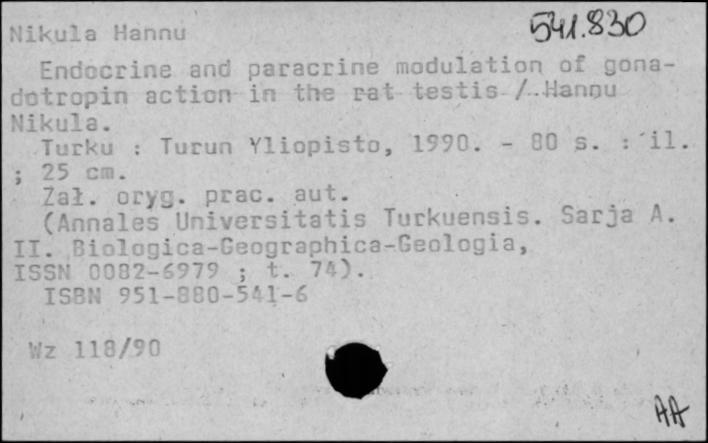 541.830
Nikula Hannu
Endocrine and paracrine modulation of gona-
dotropin action in the rat testis / Hannu
Nikula.
Turku : Turun Yliopisto, 1990. - 80 s. : il.
; 25 cm.
Zał. oryg. prac. aut.
(Annales Universitatis Turkuensis. Sarja A.
II. Biologica-Geographica-Geologia,
ISSN 0082-6979 ; t. 74).
ISBN 951-880-541-6
Wz 118/90
AA